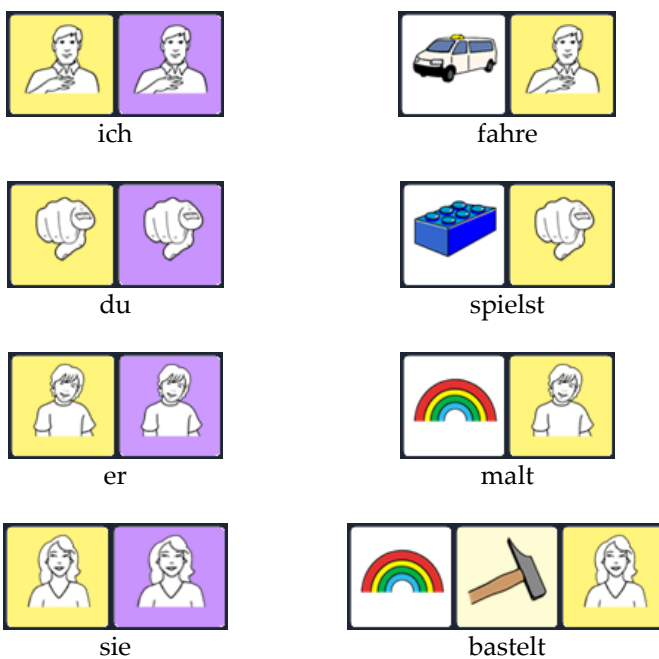 ich
fahre
du
spielst
er
malt
sie
bastelt